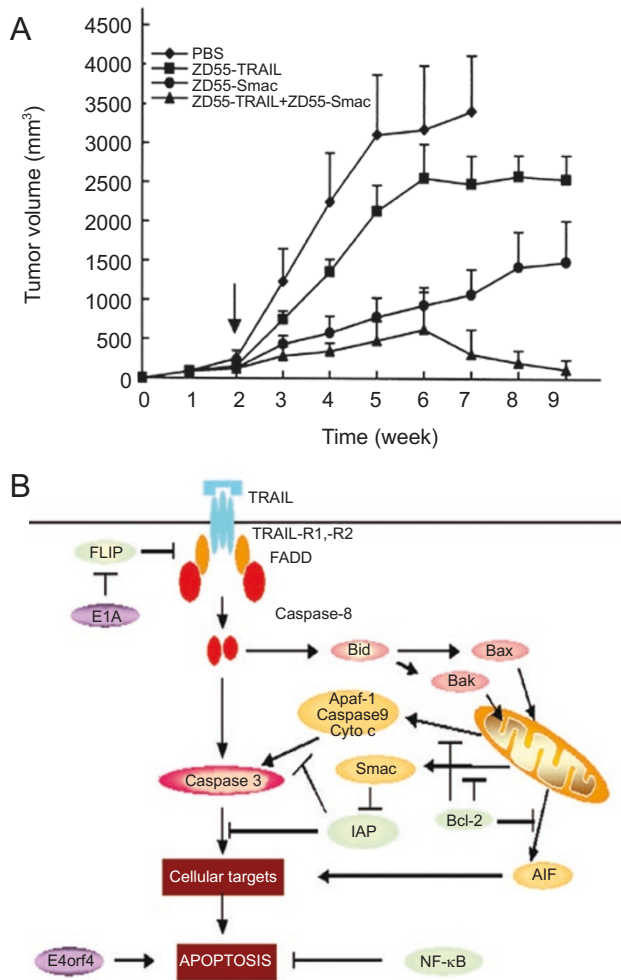 A
4500
4000
3500
3000
2500
2000
1500
1000
500
0
Tumor volume (mm³)
PBS
ZD55-TRAIL
ZD55-Smac
ZD55-TRAIL+ZD55-Smac
0 1 2 3 4 5 6 7 8 9
Time (week)
B
TRAIL
TRAIL-R1,-R2
FLIP
FADD
E1A
Caspase-8
Bid
Bax
Bak
Apaf-1
Caspase9
Cyto c
Smac
Caspase 3
IAP
Bcl-2
Cellular targets
AIF
E4orf4
APOPTOSIS
NF-κB